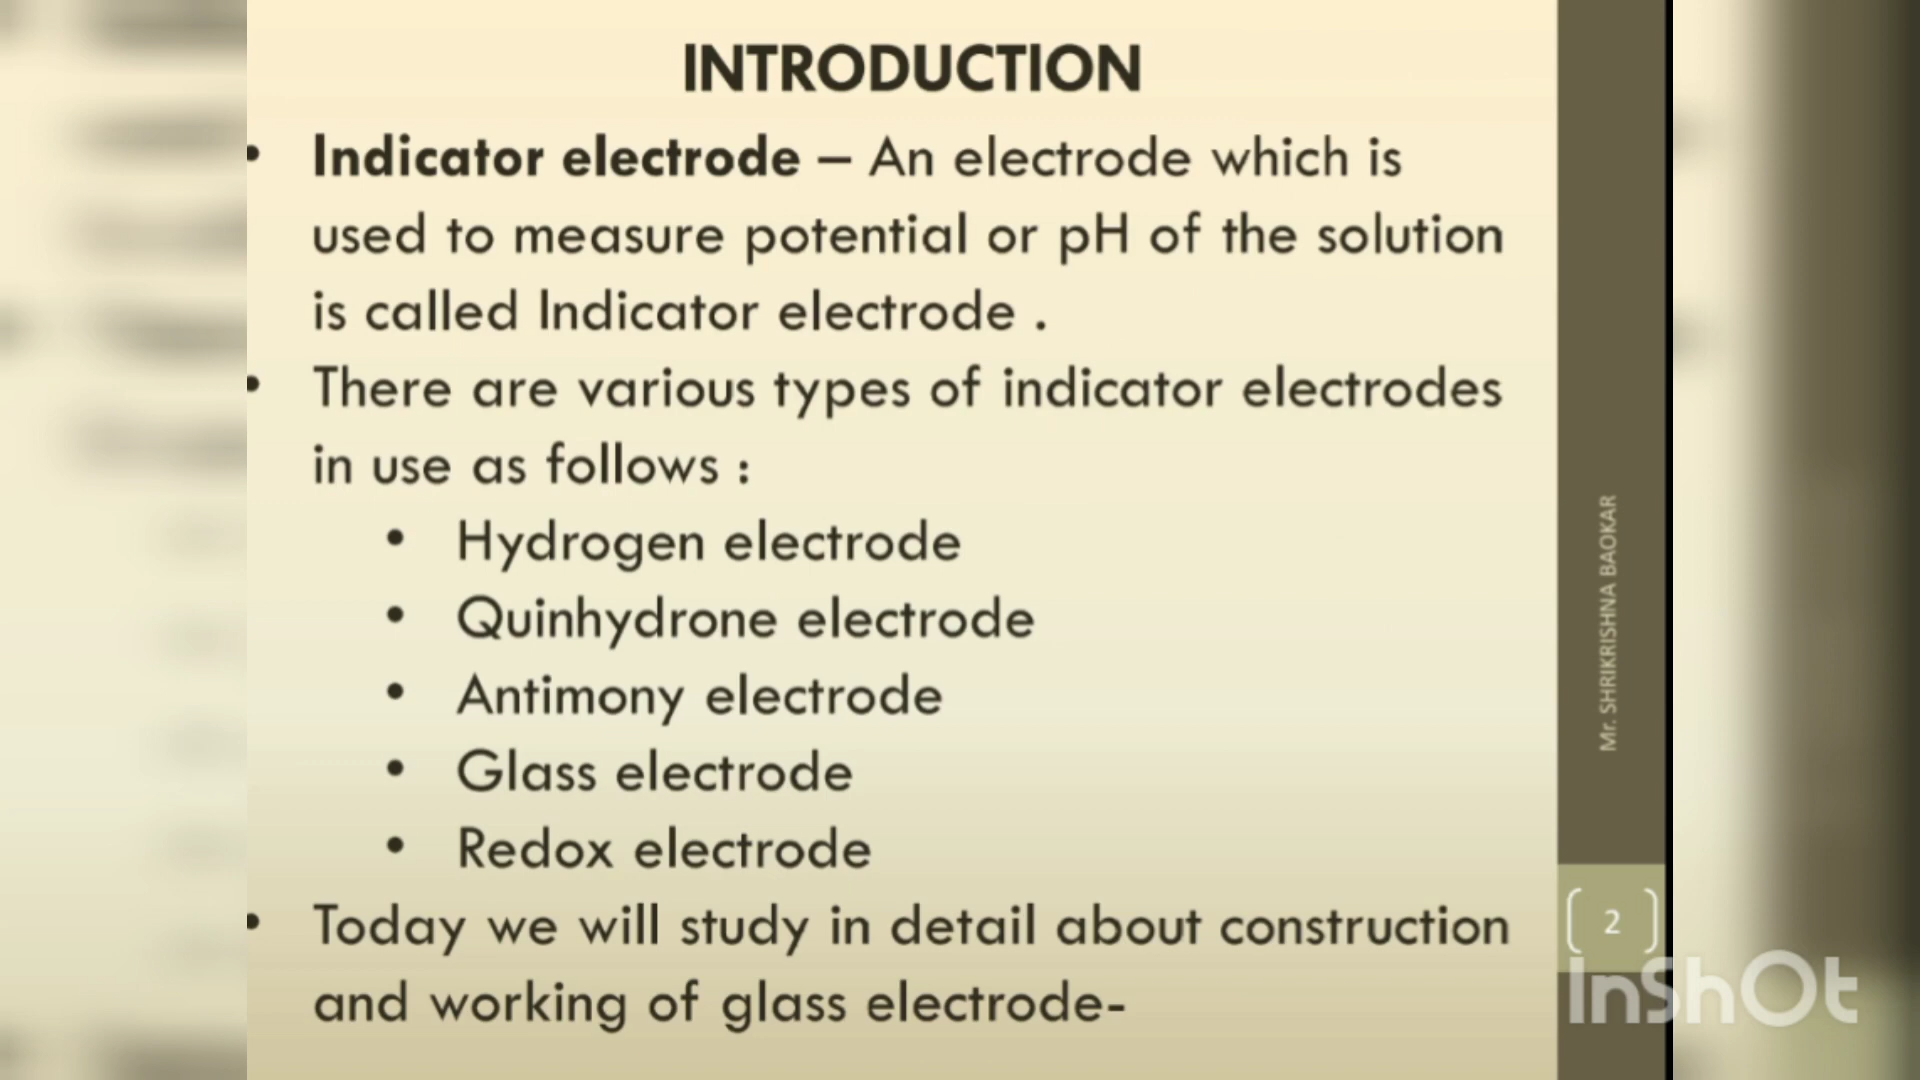 INTRODUCTION
• Indicator electrode – An electrode which is
used to measure potential or pH of the solution
is called Indicator electrode .
• There are various types of indicator electrodes
in use as follows :
• Hydrogen electrode
• Quinhydrone electrode
• Antimony electrode
• Glass electrode
• Redox electrode
• Today we will study in detail about construction
and working of glass electrode-
Mr. SHRIKRISHNA BAOKAR
2
InShOt